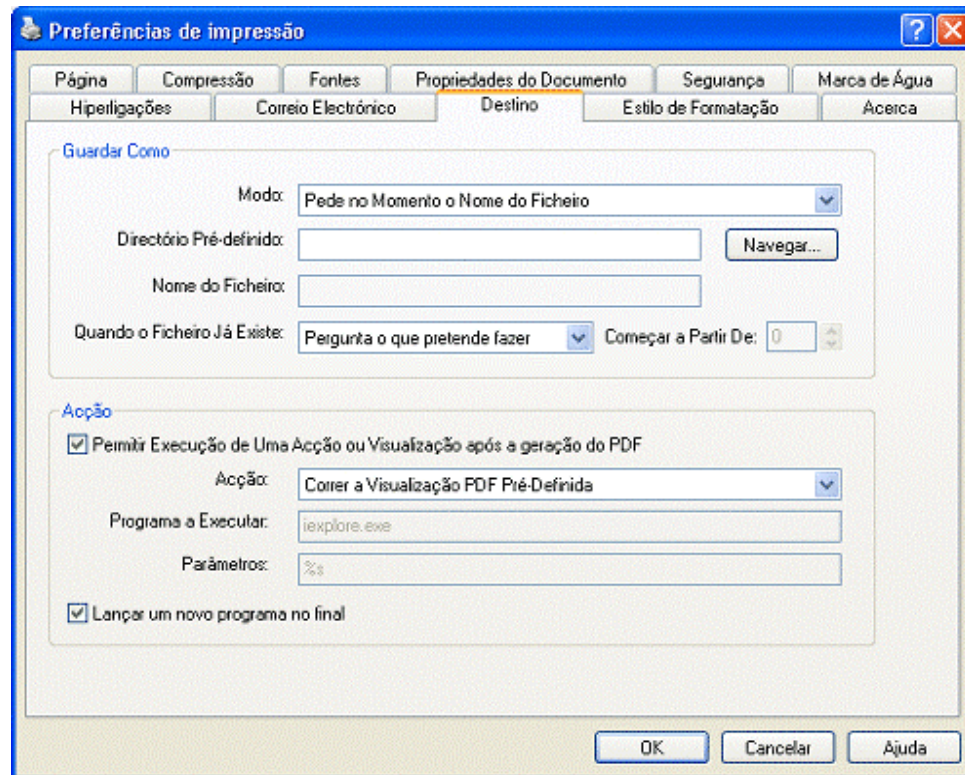 Preferências de impressão
Página Compressão Fontes Propriedades do Documento Segurança Marca de Água
Hiperligações Correio Electrónico Destino Estilo de Formatação Acerca
Guardar Como
Modo: Pede no Momento o Nome do Ficheiro
Directório Pré-definido: Navegar...
Nome do Ficheiro:
Quando o Ficheiro Já Existe: Pergunta o que pretende fazer Começar a Partir De: 0
Acção
Permitir Execução de Uma Acção ou Visualização após a geração do PDF
Acção: Correr a Visualização PDF Pré-Definida
Programa a Executar: iexplore.exe
Parâmetros: %s
Lançar um novo programa no final
OK Cancelar Ajuda